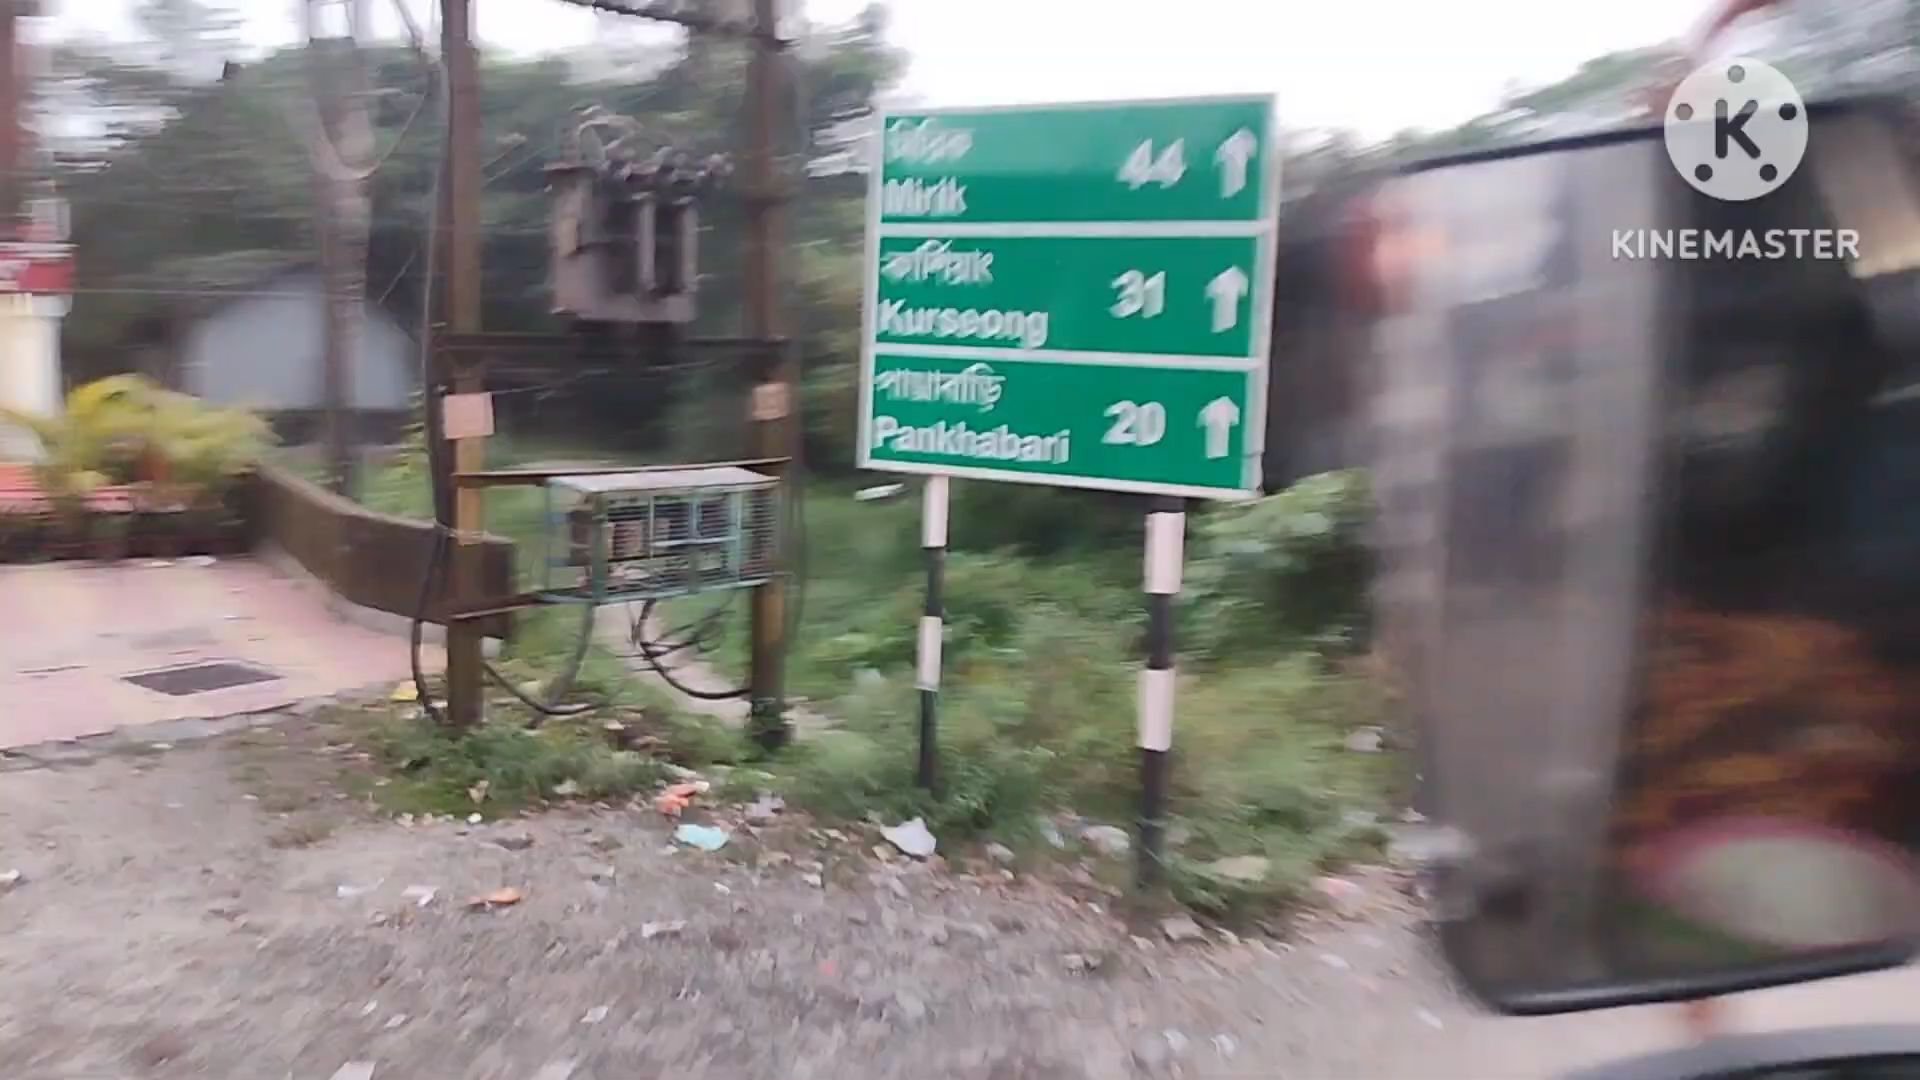 মিরিক
Mirik 44
কার্শিয়াং
Kurseong 31
পাঙ্খাবাড়ি
Pankhabari 20
K
KINEMASTER